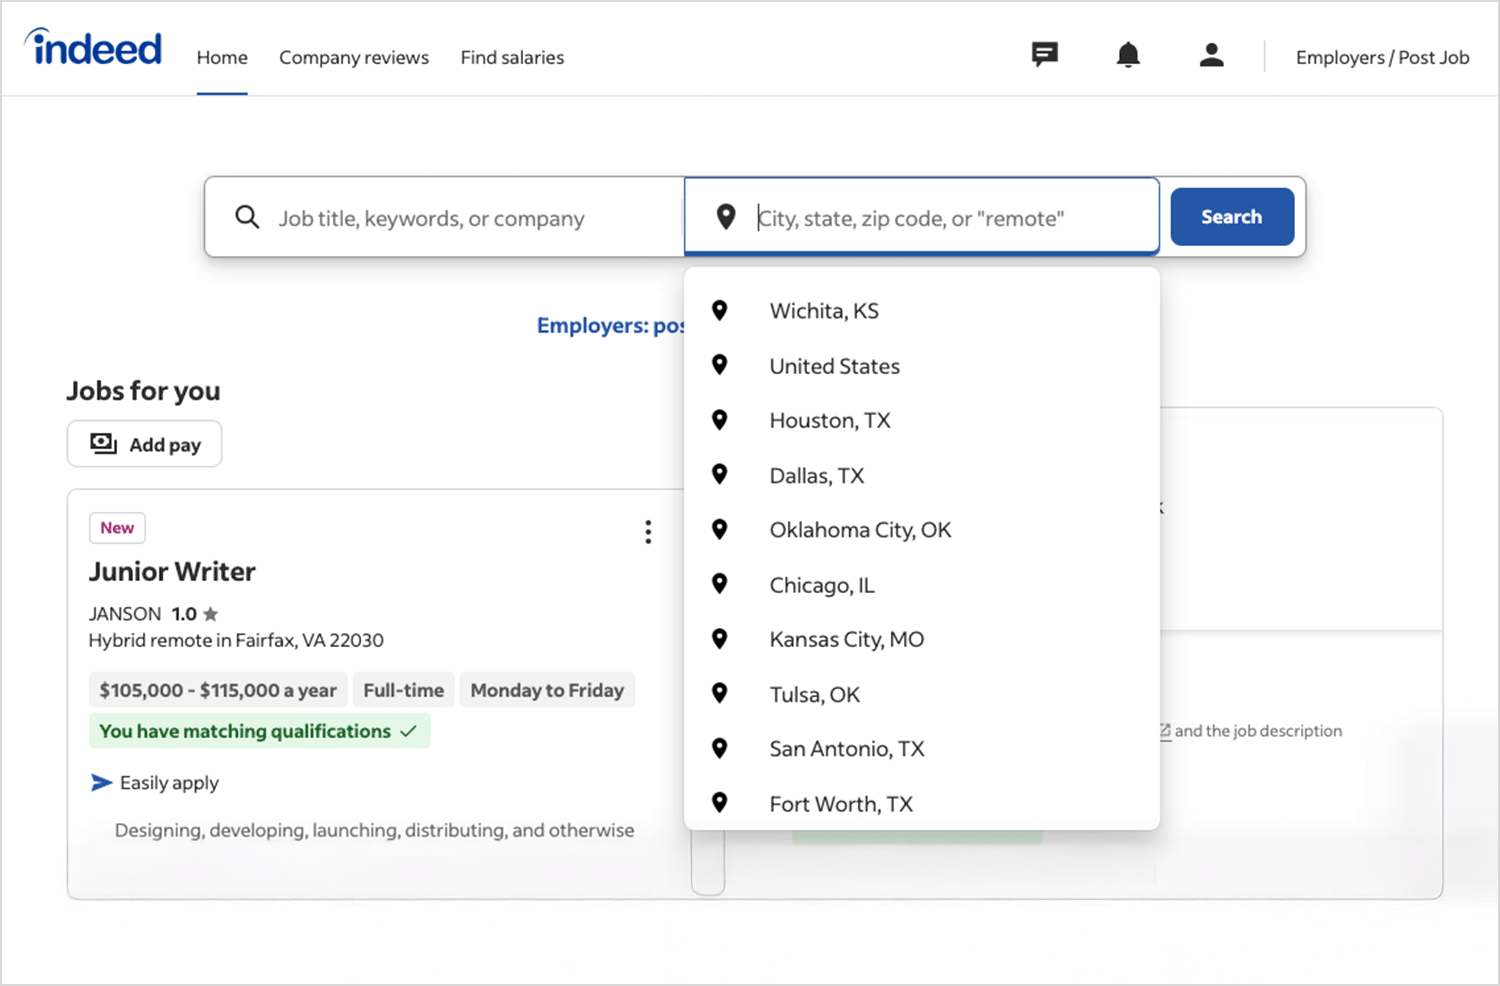 indeed
Home Company reviews Find salaries Employers / Post Job
Job title, keywords, or company
City, state, zip code, or "remote"
Search
Wichita, KS
United States
Houston, TX
Dallas, TX
Oklahoma City, OK
Chicago, IL
Kansas City, MO
Tulsa, OK
San Antonio, TX
Fort Worth, TX
Employers:
Jobs for you
Add pay
New
Junior Writer
JANSON 1.0
Hybrid remote in Fairfax, VA 22030
$105,000 - $115,000 a year Full-time Monday to Friday
You have matching qualifications
Easily apply
Designing, developing, launching, distributing, and otherwise
and the job description